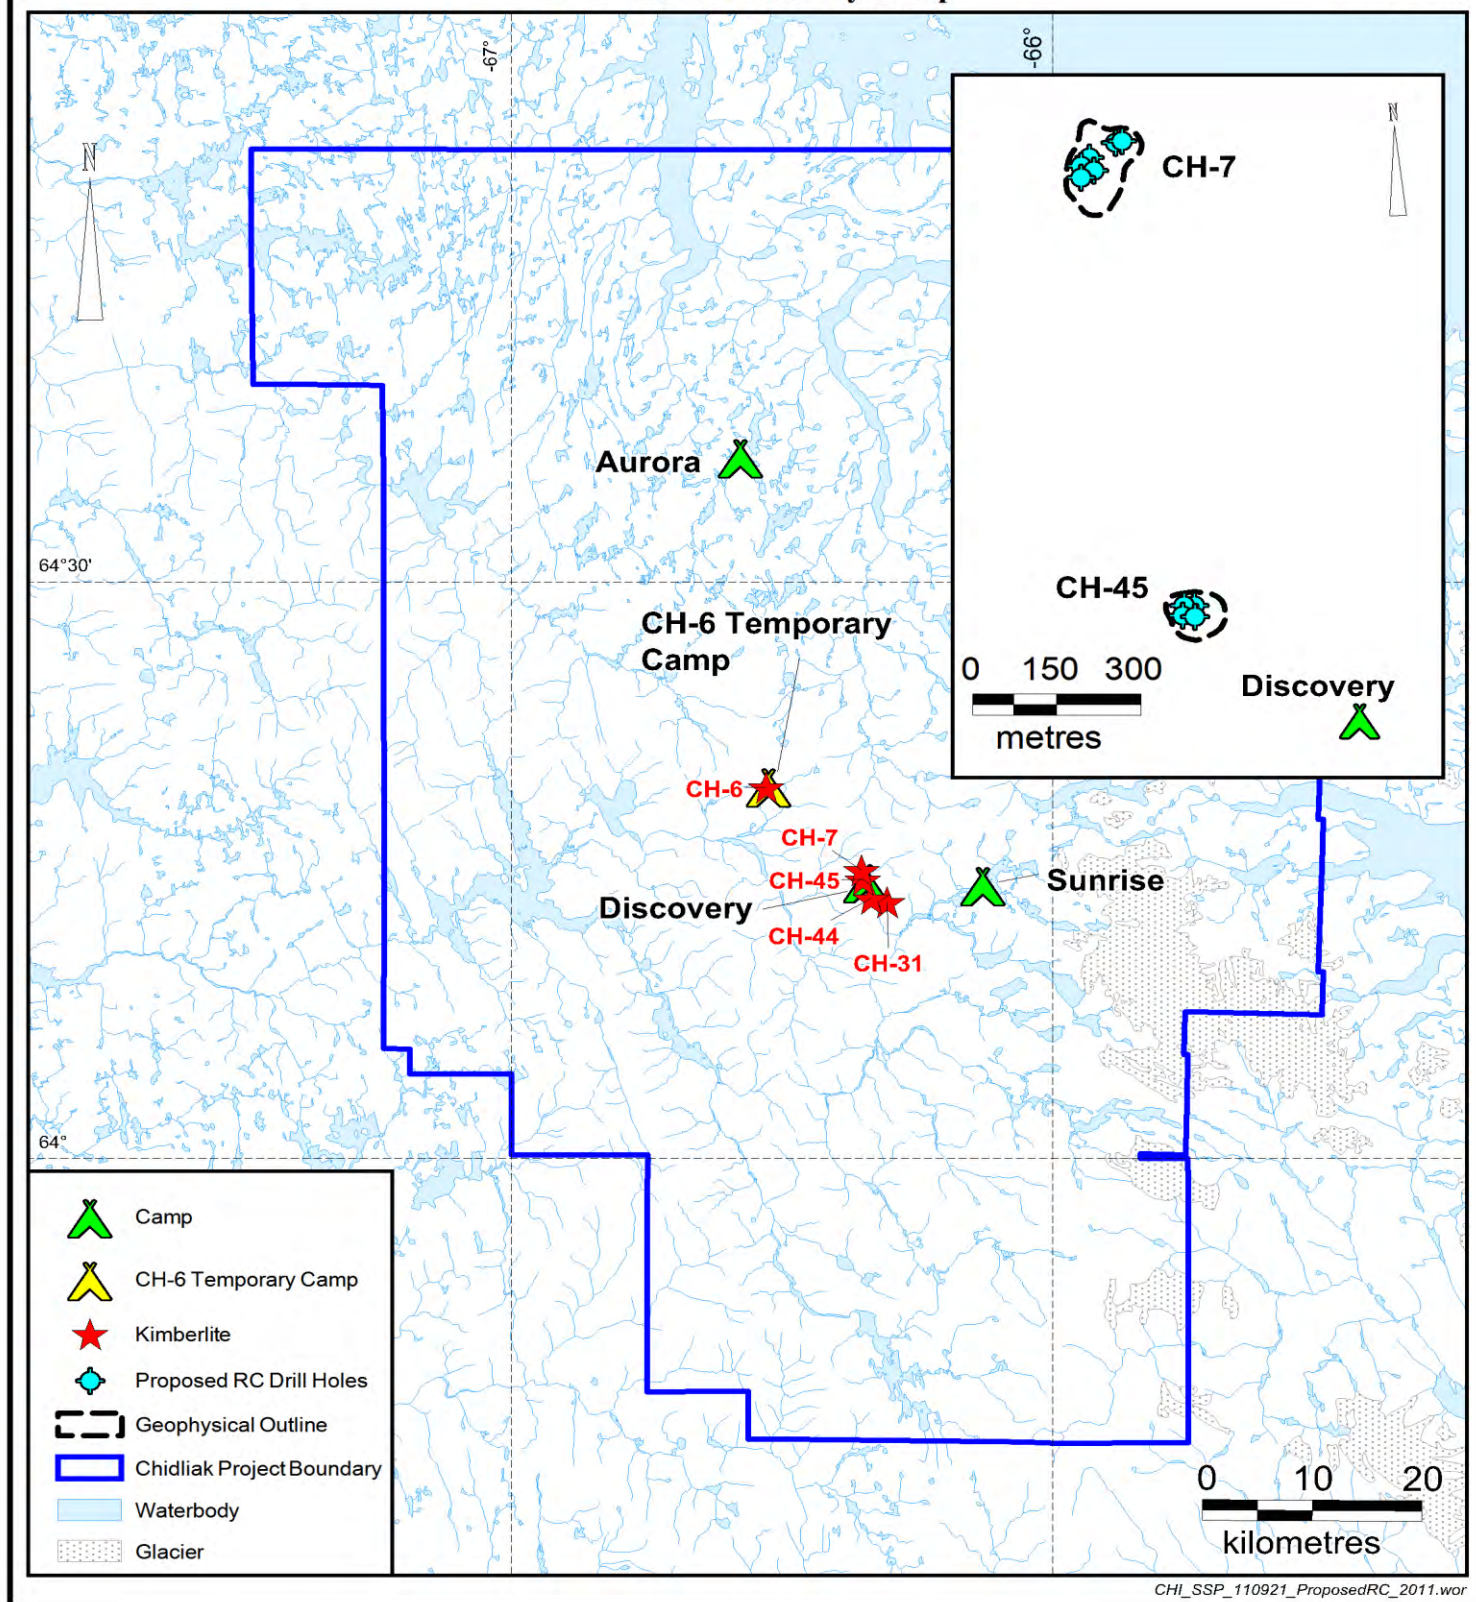 -67°
-66°
N
N
CH-7
Aurora
64°30'
CH-45
CH-6 Temporary
Camp
0 150 300
metres
Discovery
CH-6
CH-7
CH-45
Sunrise
Discovery
CH-44
CH-31
64°
Camp
CH-6 Temporary Camp
Kimberlite
Proposed RC Drill Holes
Geophysical Outline
Chidliak Project Boundary
Waterbody
Glacier
0 10 20
kilometres
CHI_SSP_110921_ProposedRC_2011.wor